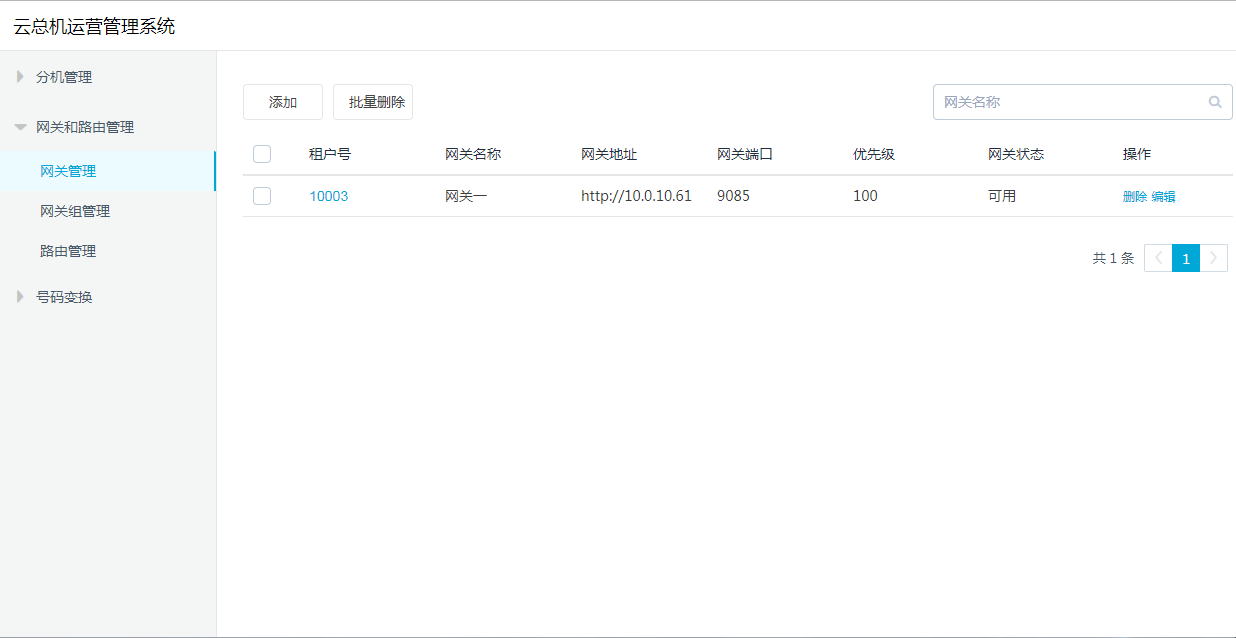 云总机运营管理系统
分机管理
网关和路由管理
网关管理
网关组管理
路由管理
号码变换
添加 批量删除 网关名称
租户号 网关名称 网关地址 网关端口 优先级 网关状态 操作
10003 网关一 http://10.0.10.61 9085 100 可用 删除 编辑
共 1 条 1